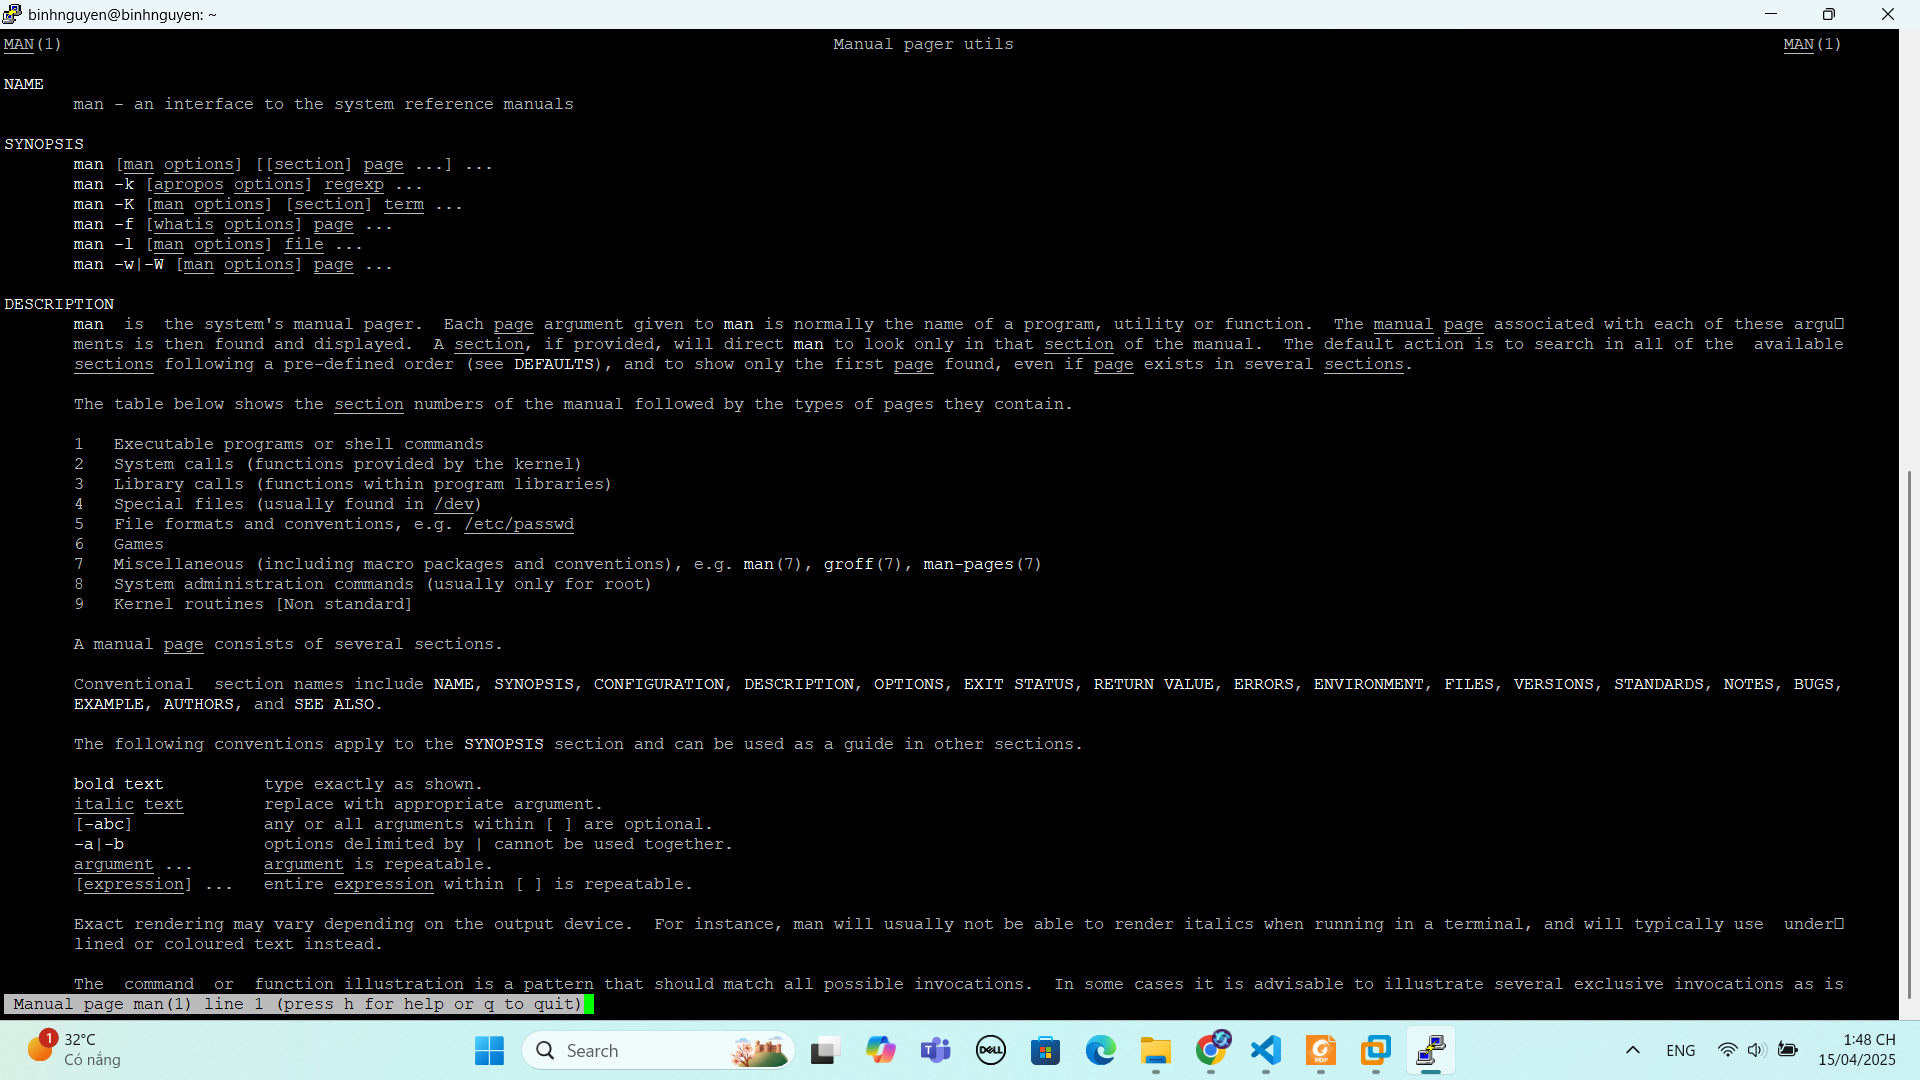 binhnguyen@binhnguyen: ~
MAN(1) Manual pager utils MAN(1)
NAME
man - an interface to the system reference manuals
SYNOPSIS
man [man options] [[section] page ...] ...
man -k [apropos options] regexp ...
man -K [man options] [section] term ...
man -f [whatis options] page ...
man -l [man options] file ...
man -w|-W [man options] page ...
DESCRIPTION
man is the system's manual pager. Each page argument given to man is normally the name of a program, utility or function. The manual page associated with each of these argu□
ments is then found and displayed. A section, if provided, will direct man to look only in that section of the manual. The default action is to search in all of the available
sections following a pre-defined order (see DEFAULTS), and to show only the first page found, even if page exists in several sections.
The table below shows the section numbers of the manual followed by the types of pages they contain.
1 Executable programs or shell commands
2 System calls (functions provided by the kernel)
3 Library calls (functions within program libraries)
4 Special files (usually found in /dev)
5 File formats and conventions, e.g. /etc/passwd
6 Games
7 Miscellaneous (including macro packages and conventions), e.g. man(7), groff(7), man-pages(7)
8 System administration commands (usually only for root)
9 Kernel routines [Non standard]
A manual page consists of several sections.
Conventional section names include NAME, SYNOPSIS, CONFIGURATION, DESCRIPTION, OPTIONS, EXIT STATUS, RETURN VALUE, ERRORS, ENVIRONMENT, FILES, VERSIONS, STANDARDS, NOTES, BUGS,
EXAMPLE, AUTHORS, and SEE ALSO.
The following conventions apply to the SYNOPSIS section and can be used as a guide in other sections.
bold text type exactly as shown.
italic text replace with appropriate argument.
[-abc] any or all arguments within [ ] are optional.
-a|-b options delimited by | cannot be used together.
argument ... argument is repeatable.
[expression] ... entire expression within [ ] is repeatable.
Exact rendering may vary depending on the output device. For instance, man will usually not be able to render italics when running in a terminal, and will typically use under□
lined or coloured text instead.
The command or function illustration is a pattern that should match all possible invocations. In some cases it is advisable to illustrate several exclusive invocations as is
Manual page man(1) line 1 (press h for help or q to quit)
1
32°C
Có nắng
Search
DELL
PDF
ENG
1:48 CH
15/04/2025